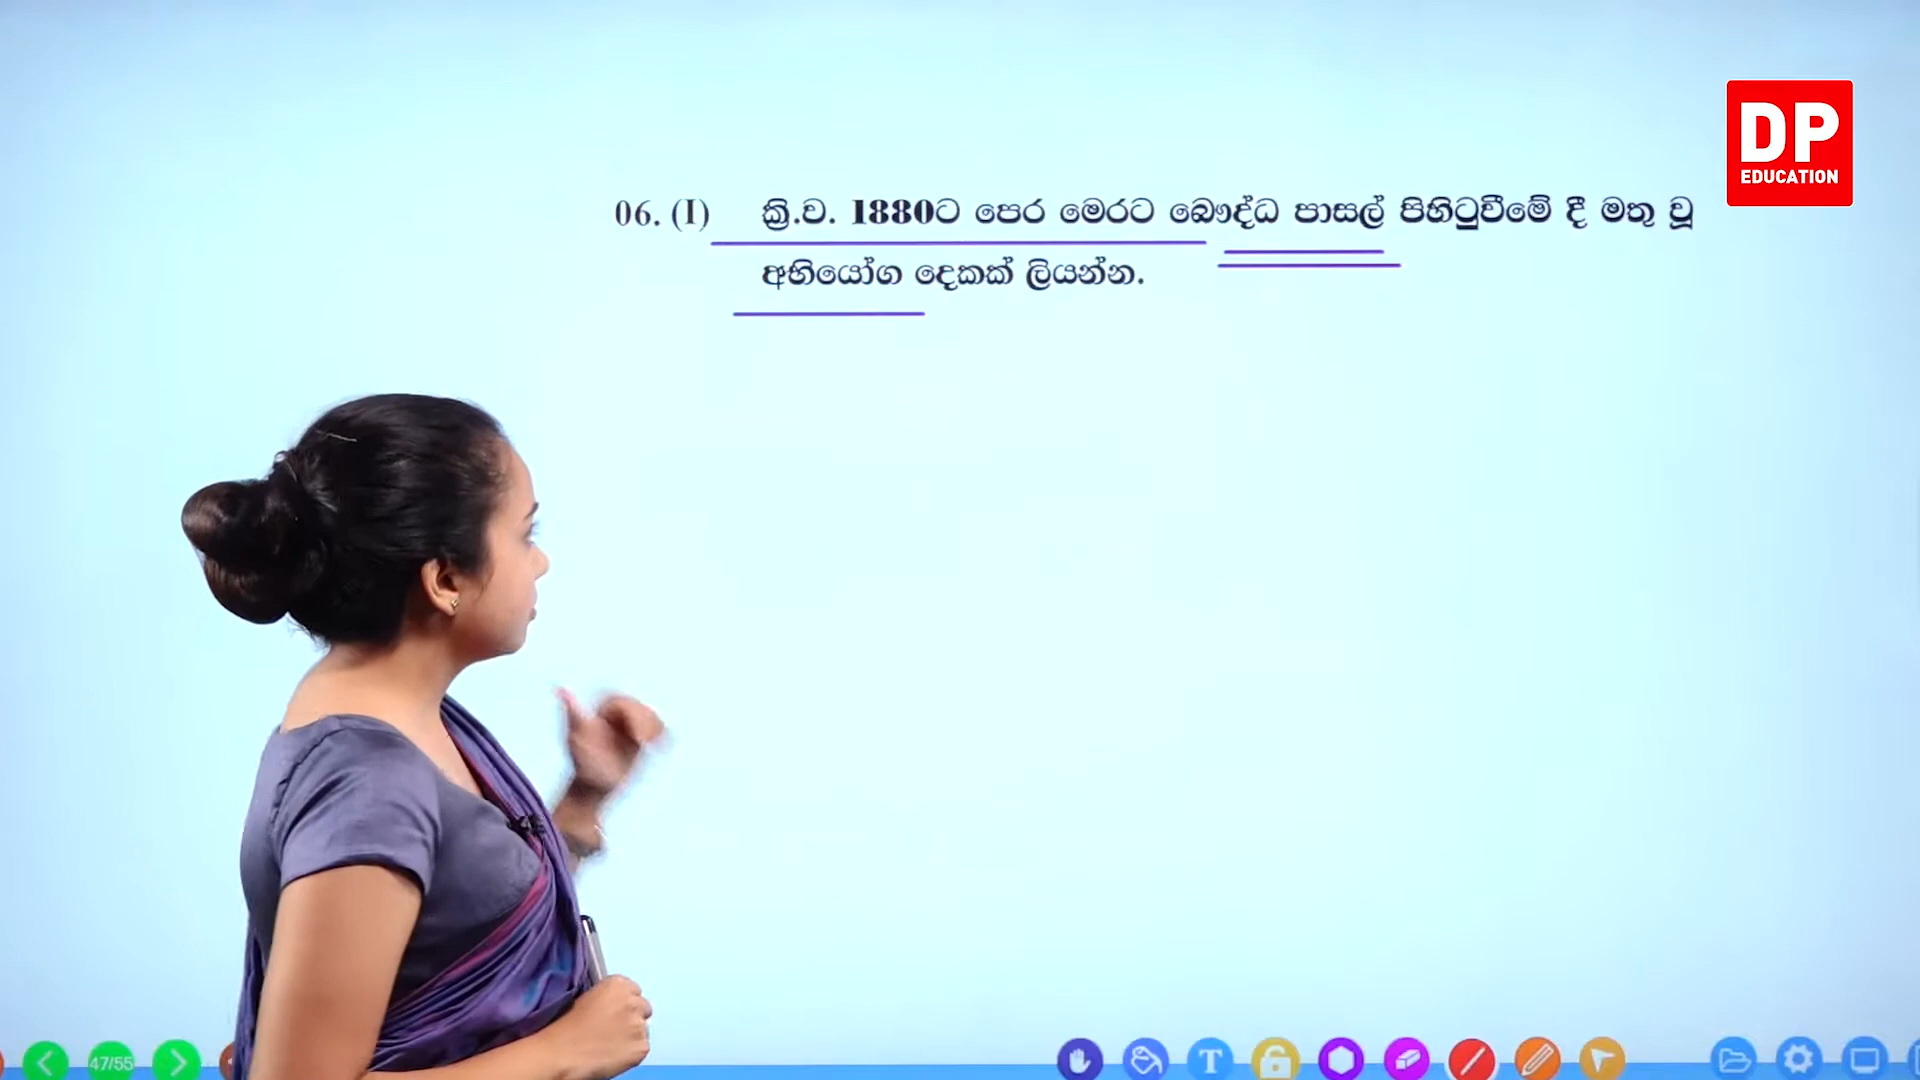 DP
EDUCATION
06. (I) ක්‍රි.ව. 1880ට පෙර මෙරට බෞද්ධ පාසල් පිහිටුවීමේ දී මතු වූ
අභියෝග දෙකක් ලියන්න.
47/55
T